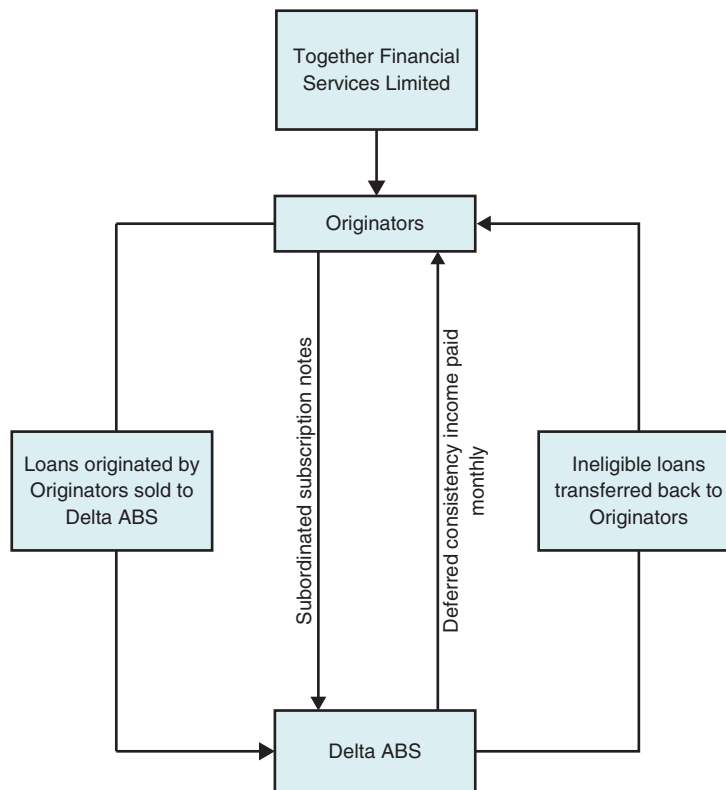 Together Financial
Services Limited
Originators
Subordinated subscription notes
Deferred consistency income paid
monthly
Loans originated by
Originators sold to
Delta ABS
Ineligible loans
transferred back to
Originators
Delta ABS